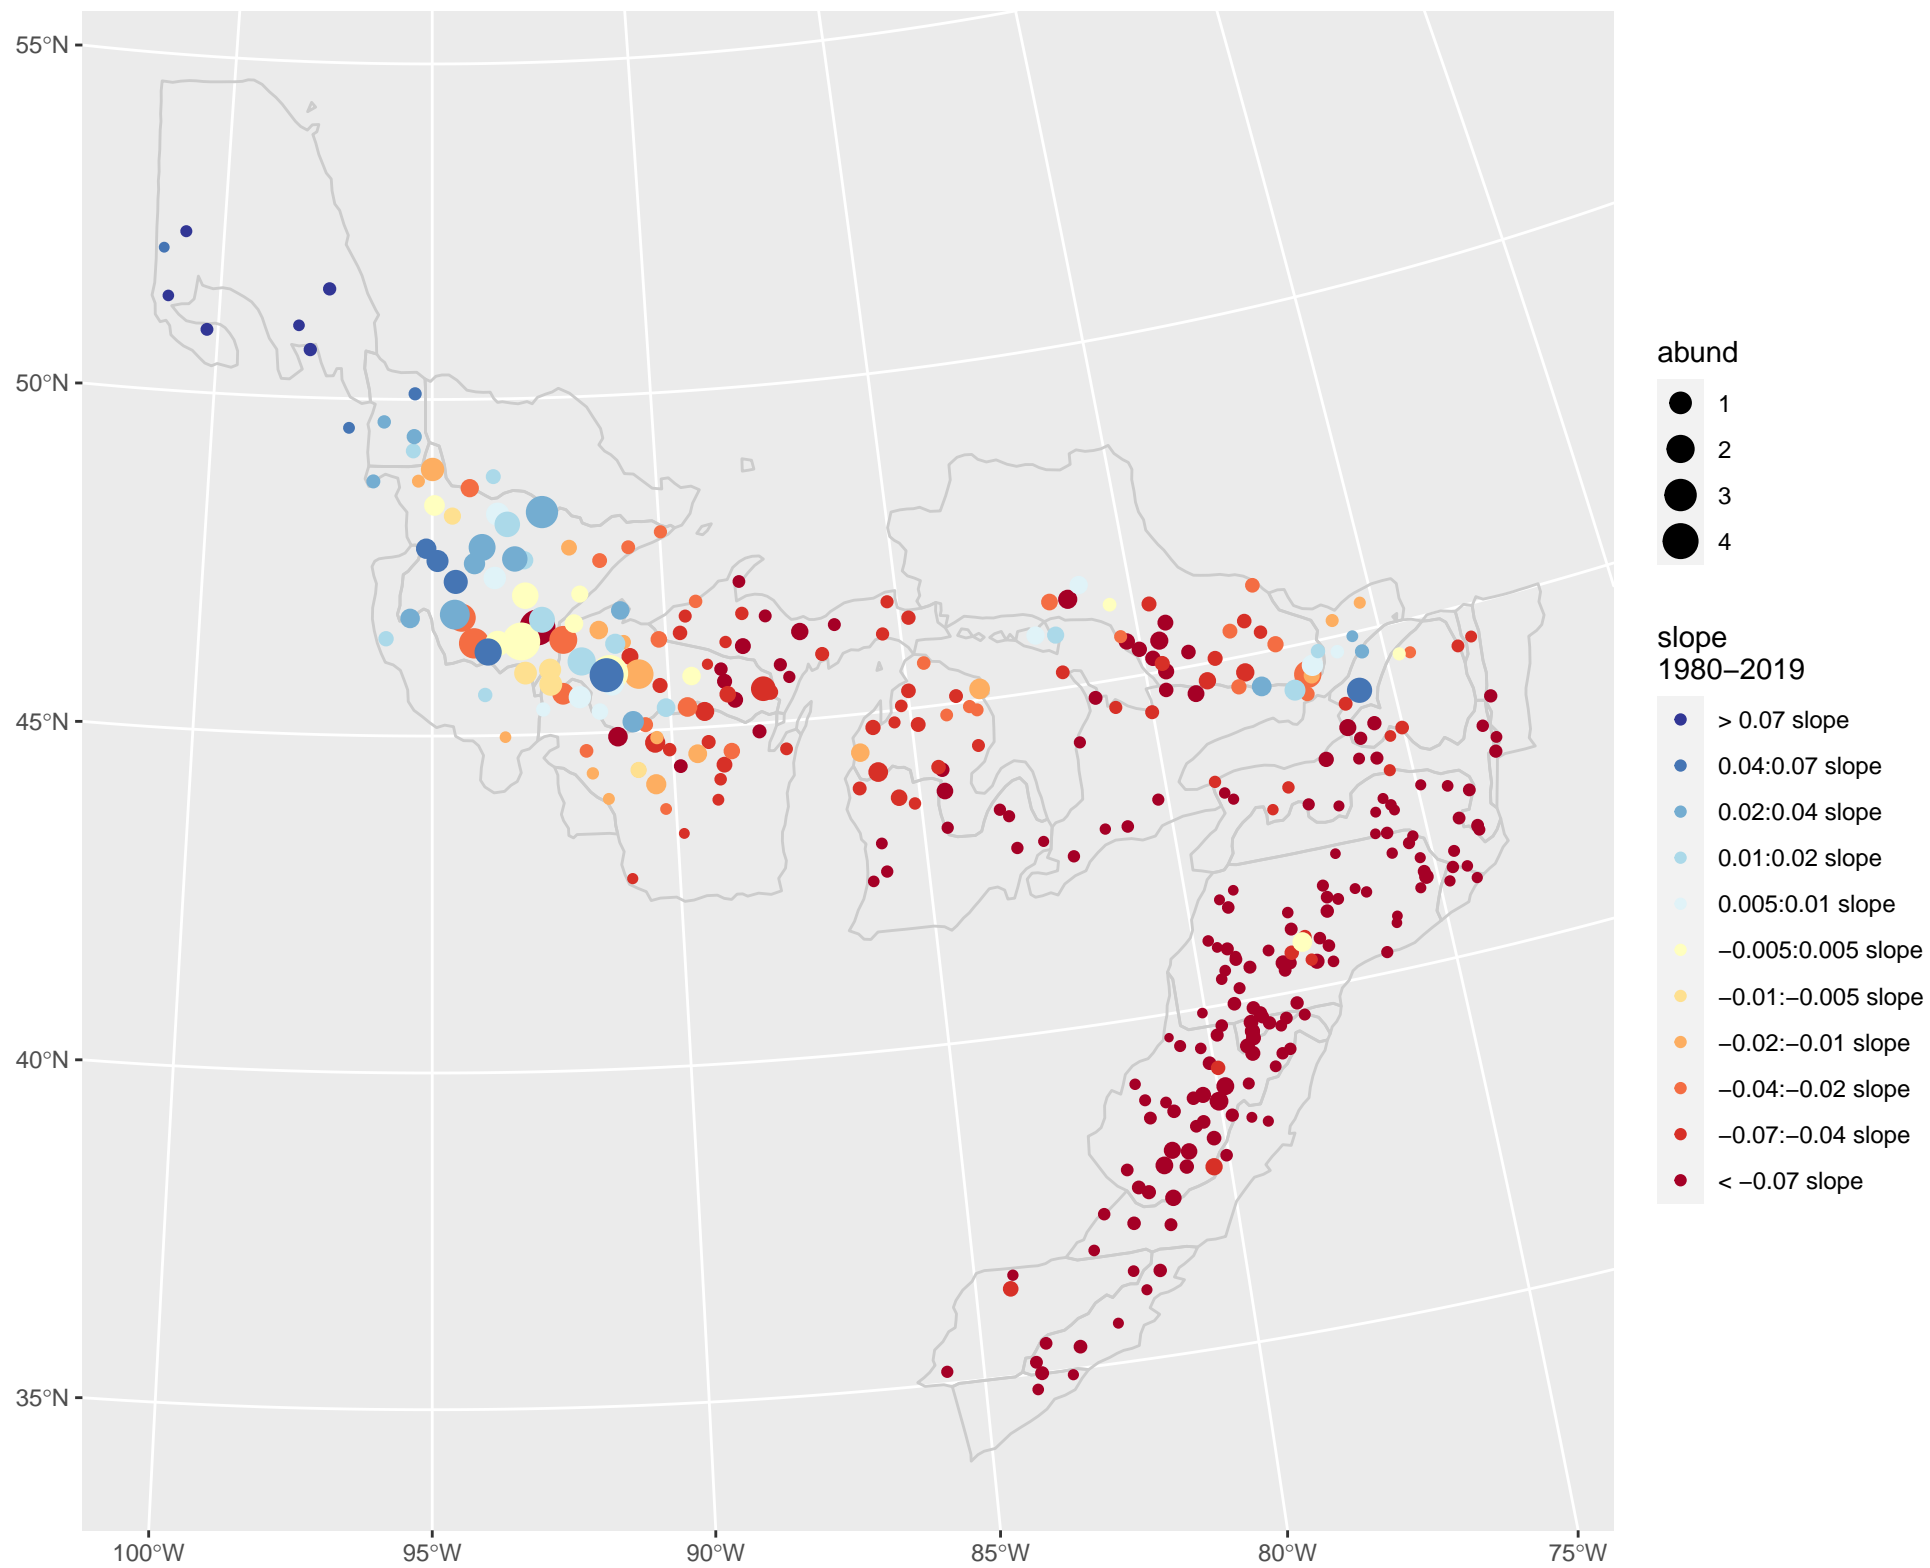 55°N
50°N
45°N
40°N
35°N
100°W
95°W
90°W
85°W
80°W
75°W
abund
1
2
3
4
slope
1980−2019
> 0.07 slope
0.04:0.07 slope
0.02:0.04 slope
0.01:0.02 slope
0.005:0.01 slope
−0.005:0.005 slope
−0.01:−0.005 slope
−0.02:−0.01 slope
−0.04:−0.02 slope
−0.07:−0.04 slope
< −0.07 slope